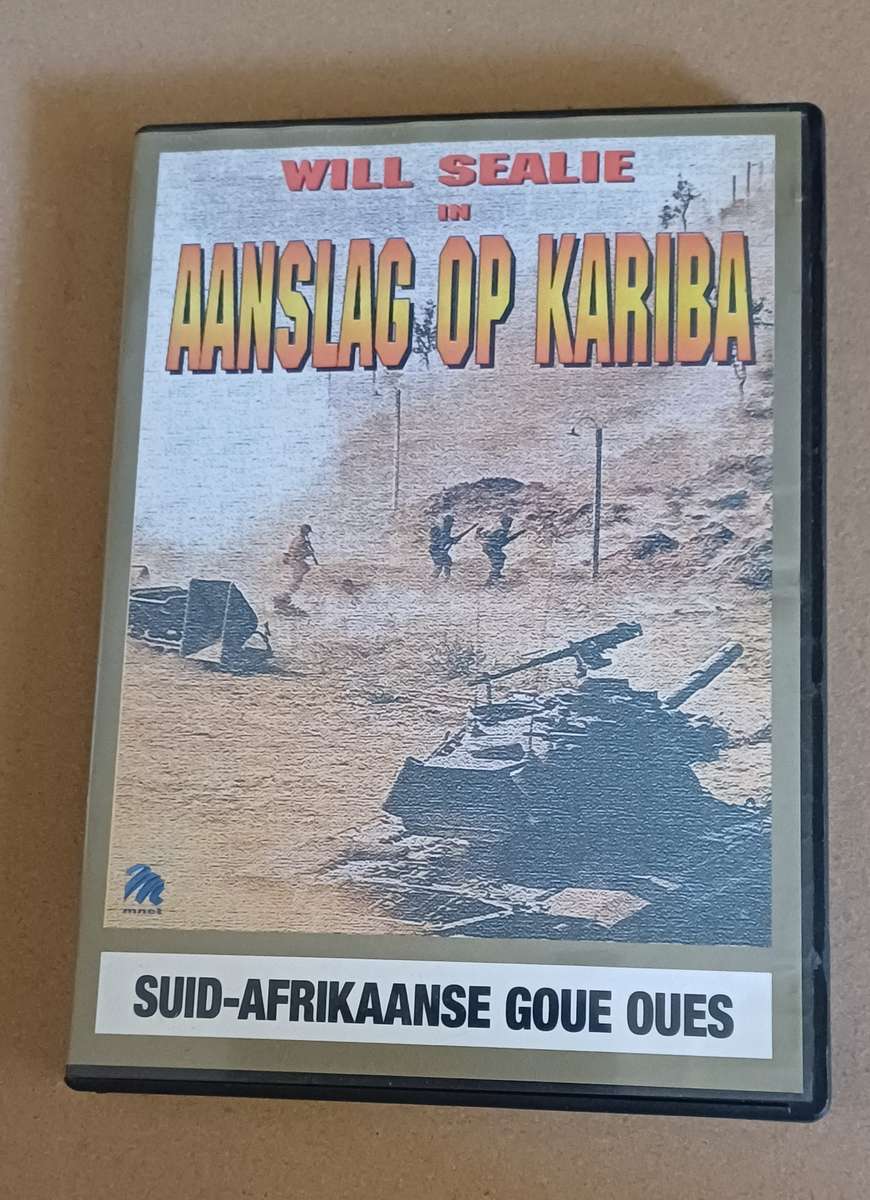 WILL SEALIE
IN
AANSLAG OP KARIBA
mnet
SUID-AFRIKAANSE GOUE OUES